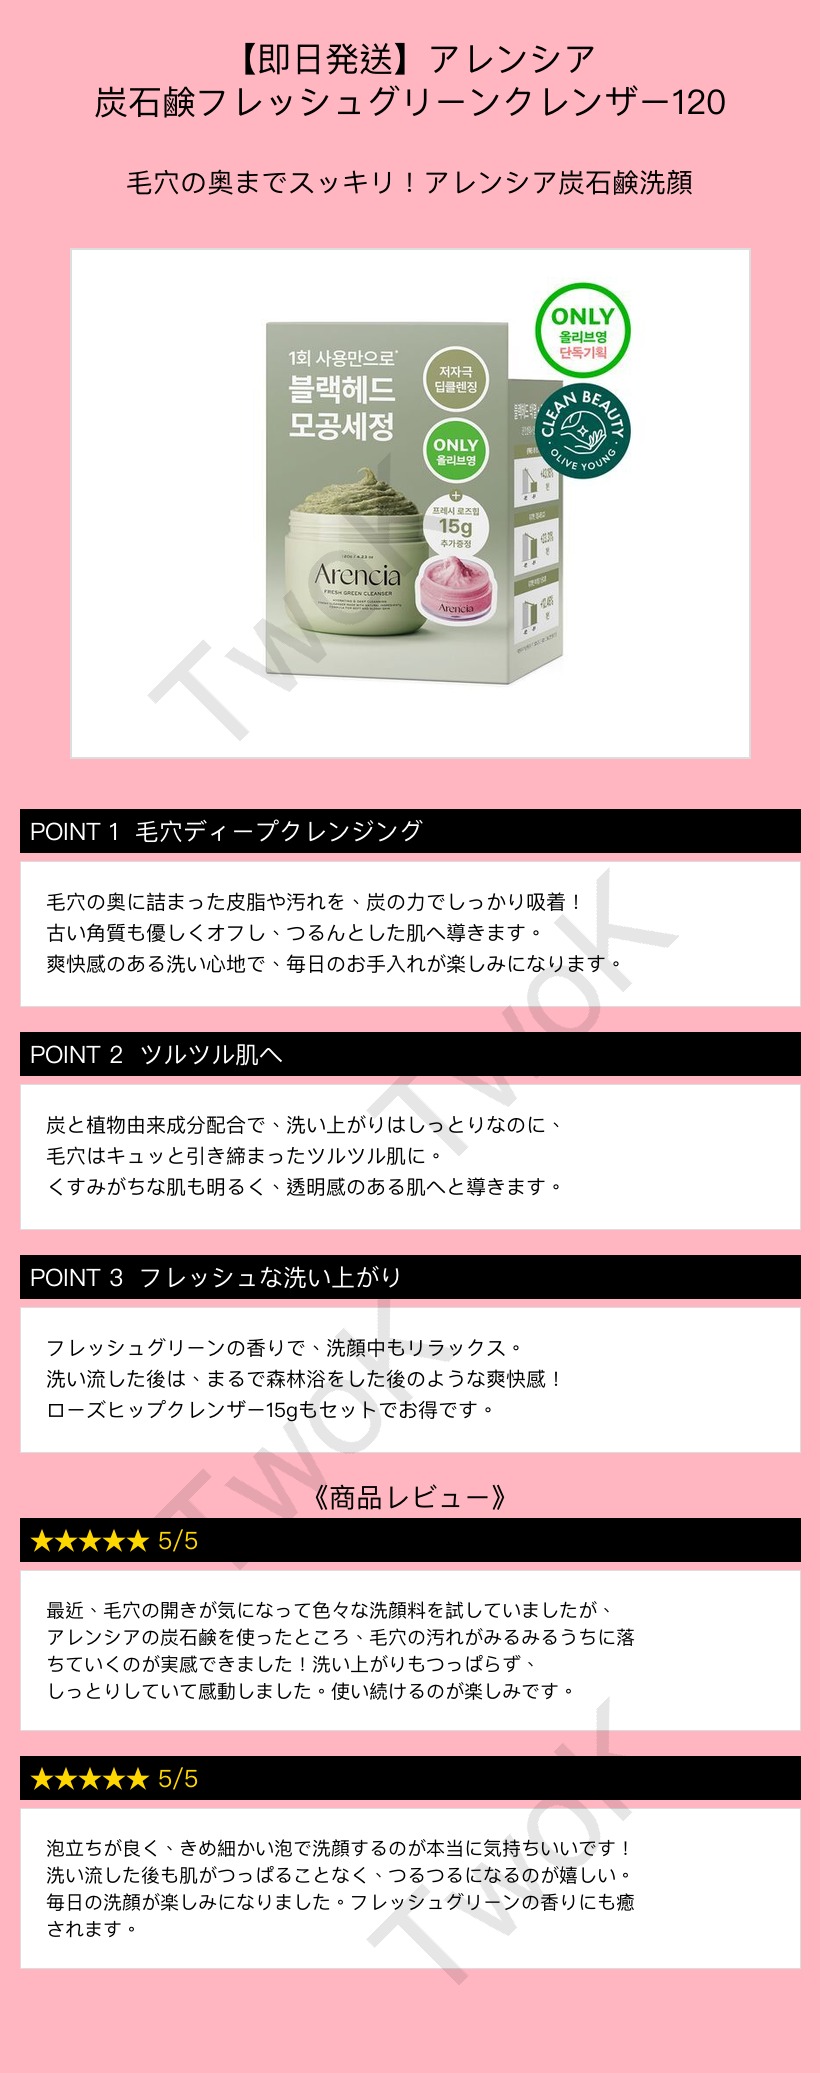 【即日発送】アレンシア
炭石鹸フレッシュグリーンクレンザー120
毛穴の奥までスッキリ！アレンシア炭石鹸洗顔
1회 사용만으로*
블랙헤드
모공세정
저자극
딥클렌징
ONLY
올리브영
+
프레시 로즈힙
15g
추가증정
Arencia
FRESH GREEN CLEANSER
Arencia
ONLY
올리브영
단독기획
CLEAN BEAUTY
OLIVE YOUNG
POINT 1 毛穴ディープクレンジング
毛穴の奥に詰まった皮脂や汚れを、炭の力でしっかり吸着！
古い角質も優しくオフし、つるんとした肌へ導きます。
爽快感のある洗い心地で、毎日のお手入れが楽しみになります。
POINT 2 ツルツル肌へ
炭と植物由来成分配合で、洗い上がりはしっとりなのに、
毛穴はキュッと引き締まったツルツル肌に。
くすみがちな肌も明るく、透明感のある肌へと導きます。
POINT 3 フレッシュな洗い上がり
フレッシュグリーンの香りで、洗顔中もリラックス。
洗い流した後は、まるで森林浴をした後のような爽快感！
ローズヒップクレンザー15gもセットでお得です。
《商品レビュー》
★★★★★ 5/5
最近、毛穴の開きが気になって色々な洗顔料を試していましたが、
アレンシアの炭石鹸を使ったところ、毛穴の汚れがみるみるうちに落
ちていくのが実感できました！洗い上がりもつっぱらず、
しっとりしていて感動しました。使い続けるのが楽しみです。
★★★★★ 5/5
泡立ちが良く、きめ細かい泡で洗顔するのが本当に気持ちいいです！
洗い流した後も肌がつっぱることなく、つるつるになるのが嬉しい。
毎日の洗顔が楽しみになりました。フレッシュグリーンの香りにも癒
されます。
TwoK
TwoK
TwoK
TwoK